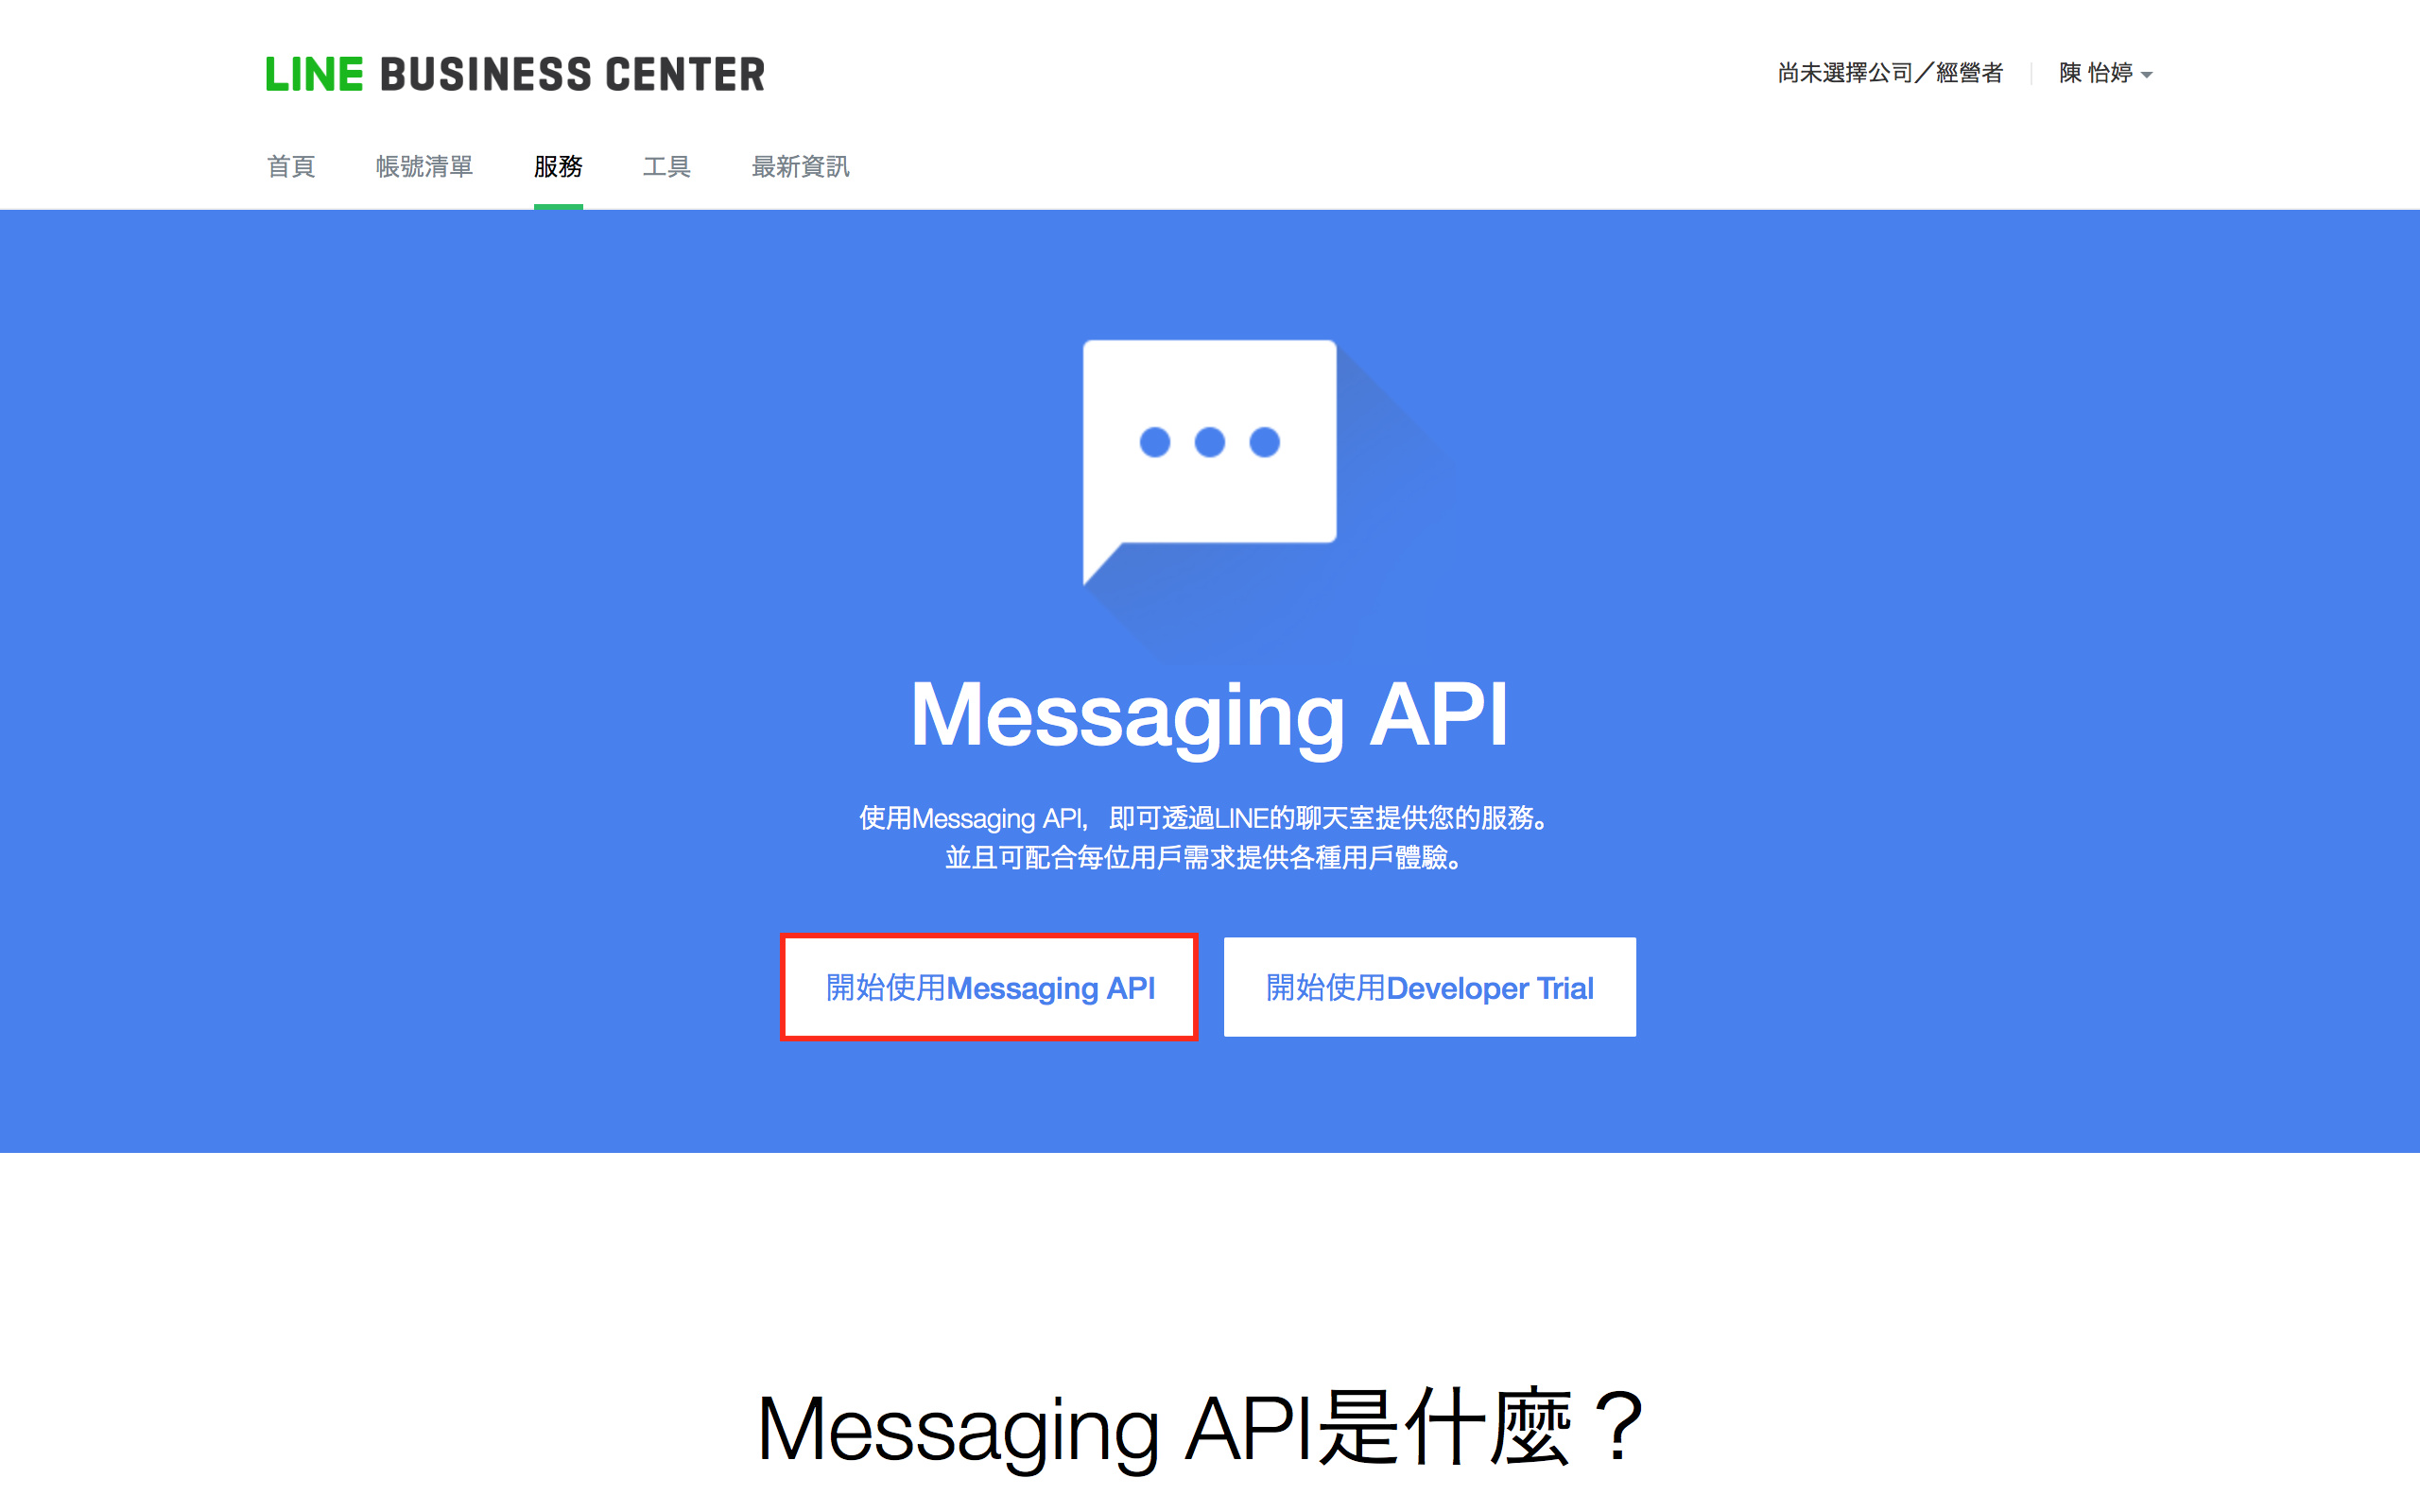 LINE BUSINESS CENTER
尚未選擇公司／經營者
陳 怡婷
首頁
帳號清單
服務
工具
最新資訊
Messaging API
使用Messaging API，即可透過LINE的聊天室提供您的服務。
並且可配合每位用戶需求提供各種用戶體驗。
開始使用Messaging API
開始使用Developer Trial
Messaging API是什麼？